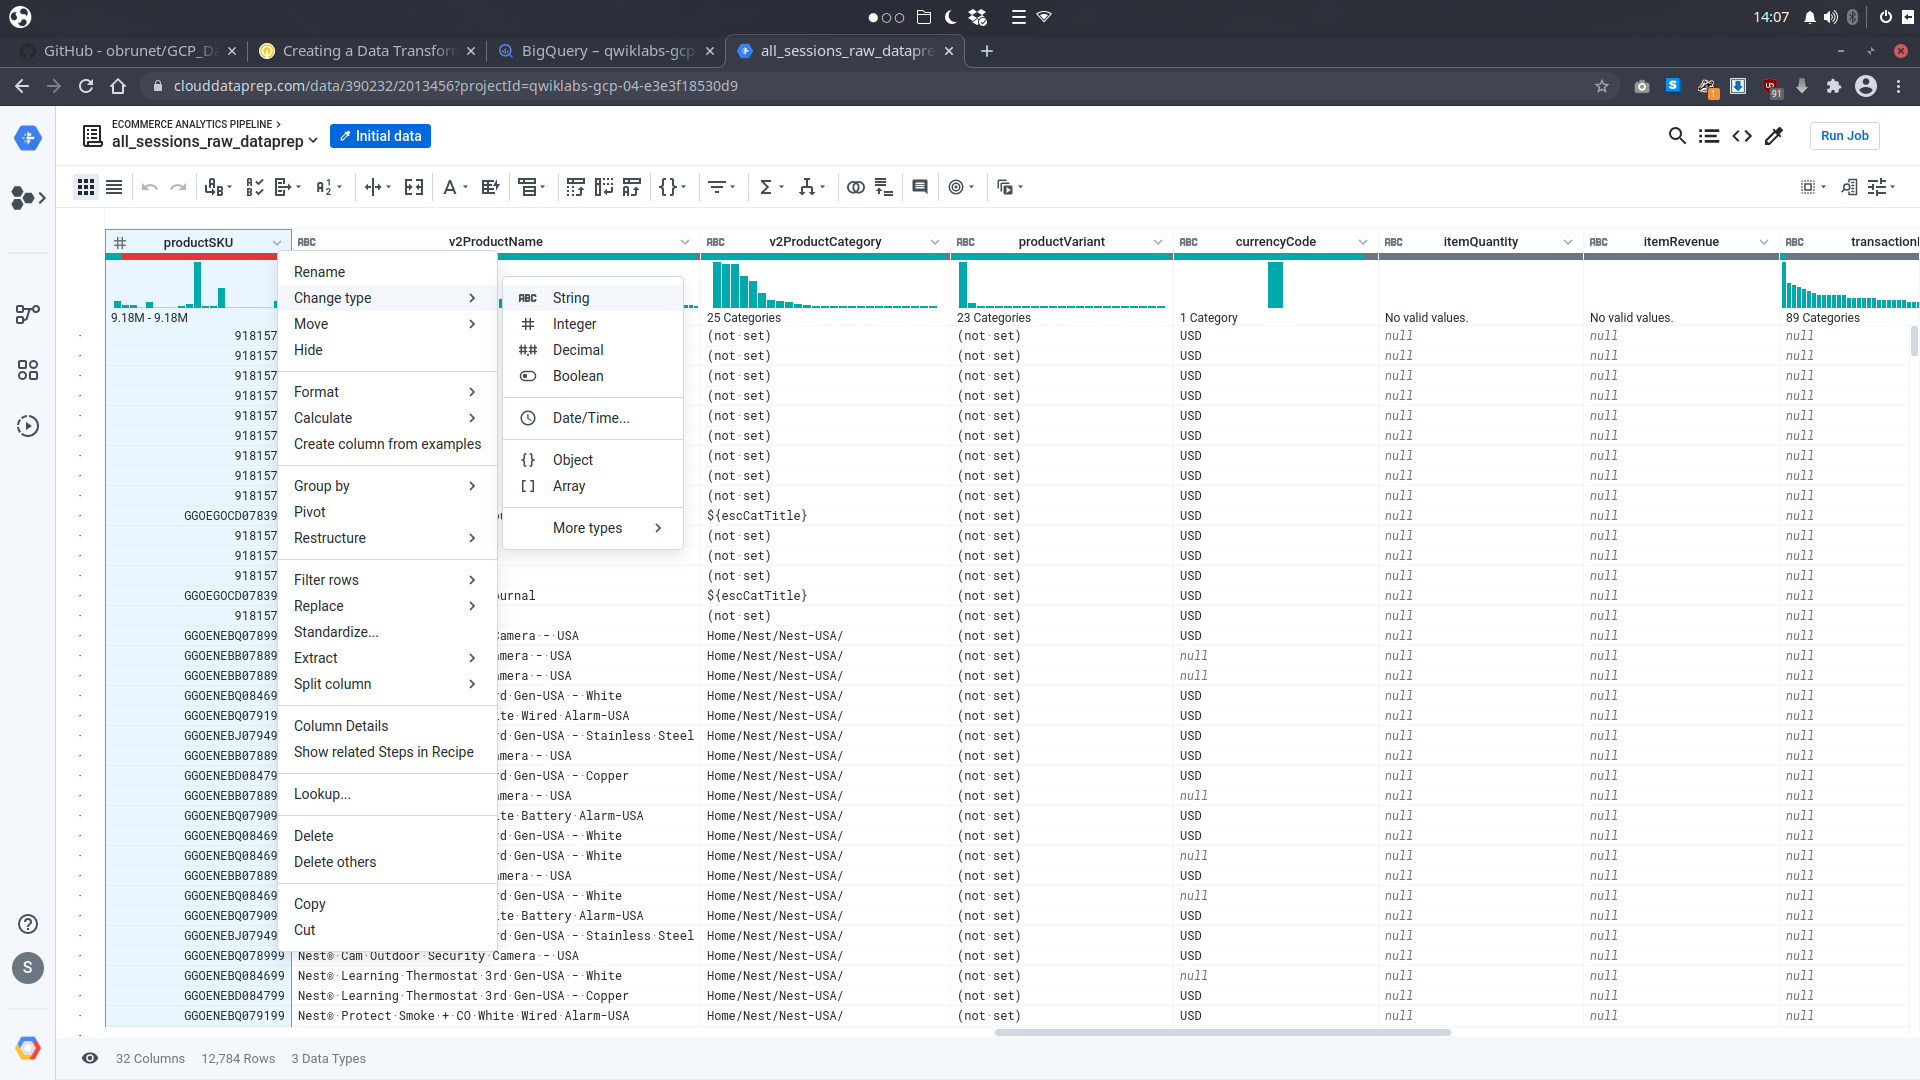 14:07
GitHub - obrunet/GCP_Da
Creating a Data Transform
BigQuery – qwiklabs-gcp
all_sessions_raw_dataprep
clouddataprep.com/data/390232/2013456?projectId=qwiklabs-gcp-04-e3e3f18530d9
1
91
ECOMMERCE ANALYTICS PIPELINE >
all_sessions_raw_dataprep
Initial data
Run Job
productSKU
ABC v2ProductName
ABC v2ProductCategory
ABC productVariant
ABC currencyCode
ABC itemQuantity
ABC itemRevenue
ABC transactionI
9.18M - 9.18M
25 Categories
23 Categories
1 Category
No valid values.
No valid values.
89 Categories
Rename
Change type
Move
Hide
Format
Calculate
Create column from examples
Group by
Pivot
Restructure
Filter rows
Replace
Standardize...
Extract
Split column
Column Details
Show related Steps in Recipe
Lookup...
Delete
Delete others
Copy
Cut
ABC String
# Integer
##.## Decimal
Boolean
Date/Time...
{} Object
[] Array
More types
918157 (not set) (not set) USD null null null
918157 (not set) (not set) USD null null null
918157 (not set) (not set) USD null null null
918157 (not set) (not set) USD null null null
918157 (not set) (not set) USD null null null
918157 (not set) (not set) USD null null null
918157 (not set) (not set) USD null null null
918157 (not set) (not set) USD null null null
918157 (not set) (not set) USD null null null
GGOEGOCD07839 ${escCatTitle} (not set) USD null null null
918157 (not set) (not set) USD null null null
918157 (not set) (not set) USD null null null
918157 (not set) (not set) USD null null null
GGOEGOCD07839 urnal ${escCatTitle} (not set) USD null null null
918157 (not set) (not set) USD null null null
GGOENEBQ07899 Camera - USA Home/Nest/Nest-USA/ (not set) USD null null null
GGOENEBB07889 amera - USA Home/Nest/Nest-USA/ (not set) null null null null
GGOENEBB07889 amera - USA Home/Nest/Nest-USA/ (not set) null null null null
GGOENEBQ08469 rd Gen-USA - White Home/Nest/Nest-USA/ (not set) USD null null null
GGOENEBQ07919 te Wired Alarm-USA Home/Nest/Nest-USA/ (not set) USD null null null
GGOENEBJ07949 rd Gen-USA - Stainless Steel Home/Nest/Nest-USA/ (not set) USD null null null
GGOENEBB07889 amera - USA Home/Nest/Nest-USA/ (not set) USD null null null
GGOENEBD08479 rd Gen-USA - Copper Home/Nest/Nest-USA/ (not set) USD null null null
GGOENEBB07889 amera - USA Home/Nest/Nest-USA/ (not set) null null null null
GGOENEBQ07909 te Battery Alarm-USA Home/Nest/Nest-USA/ (not set) USD null null null
GGOENEBQ08469 rd Gen-USA - White Home/Nest/Nest-USA/ (not set) USD null null null
GGOENEBQ08469 rd Gen-USA - White Home/Nest/Nest-USA/ (not set) null null null null
GGOENEBB07889 amera - USA Home/Nest/Nest-USA/ (not set) USD null null null
GGOENEBQ08469 rd Gen-USA - White Home/Nest/Nest-USA/ (not set) null null null null
GGOENEBQ07909 te Battery Alarm-USA Home/Nest/Nest-USA/ (not set) USD null null null
GGOENEBJ07949 rd Gen-USA - Stainless Steel Home/Nest/Nest-USA/ (not set) USD null null null
GGOENEBQ078999 Nest® Cam Outdoor Security Camera - USA Home/Nest/Nest-USA/ (not set) USD null null null
GGOENEBQ084699 Nest® Learning Thermostat 3rd Gen-USA - White Home/Nest/Nest-USA/ (not set) null null null null
GGOENEBD084799 Nest® Learning Thermostat 3rd Gen-USA - Copper Home/Nest/Nest-USA/ (not set) USD null null null
GGOENEBQ079199 Nest® Protect Smoke + CO White Wired Alarm-USA Home/Nest/Nest-USA/ (not set) USD null null null
S
32 Columns 12,784 Rows 3 Data Types